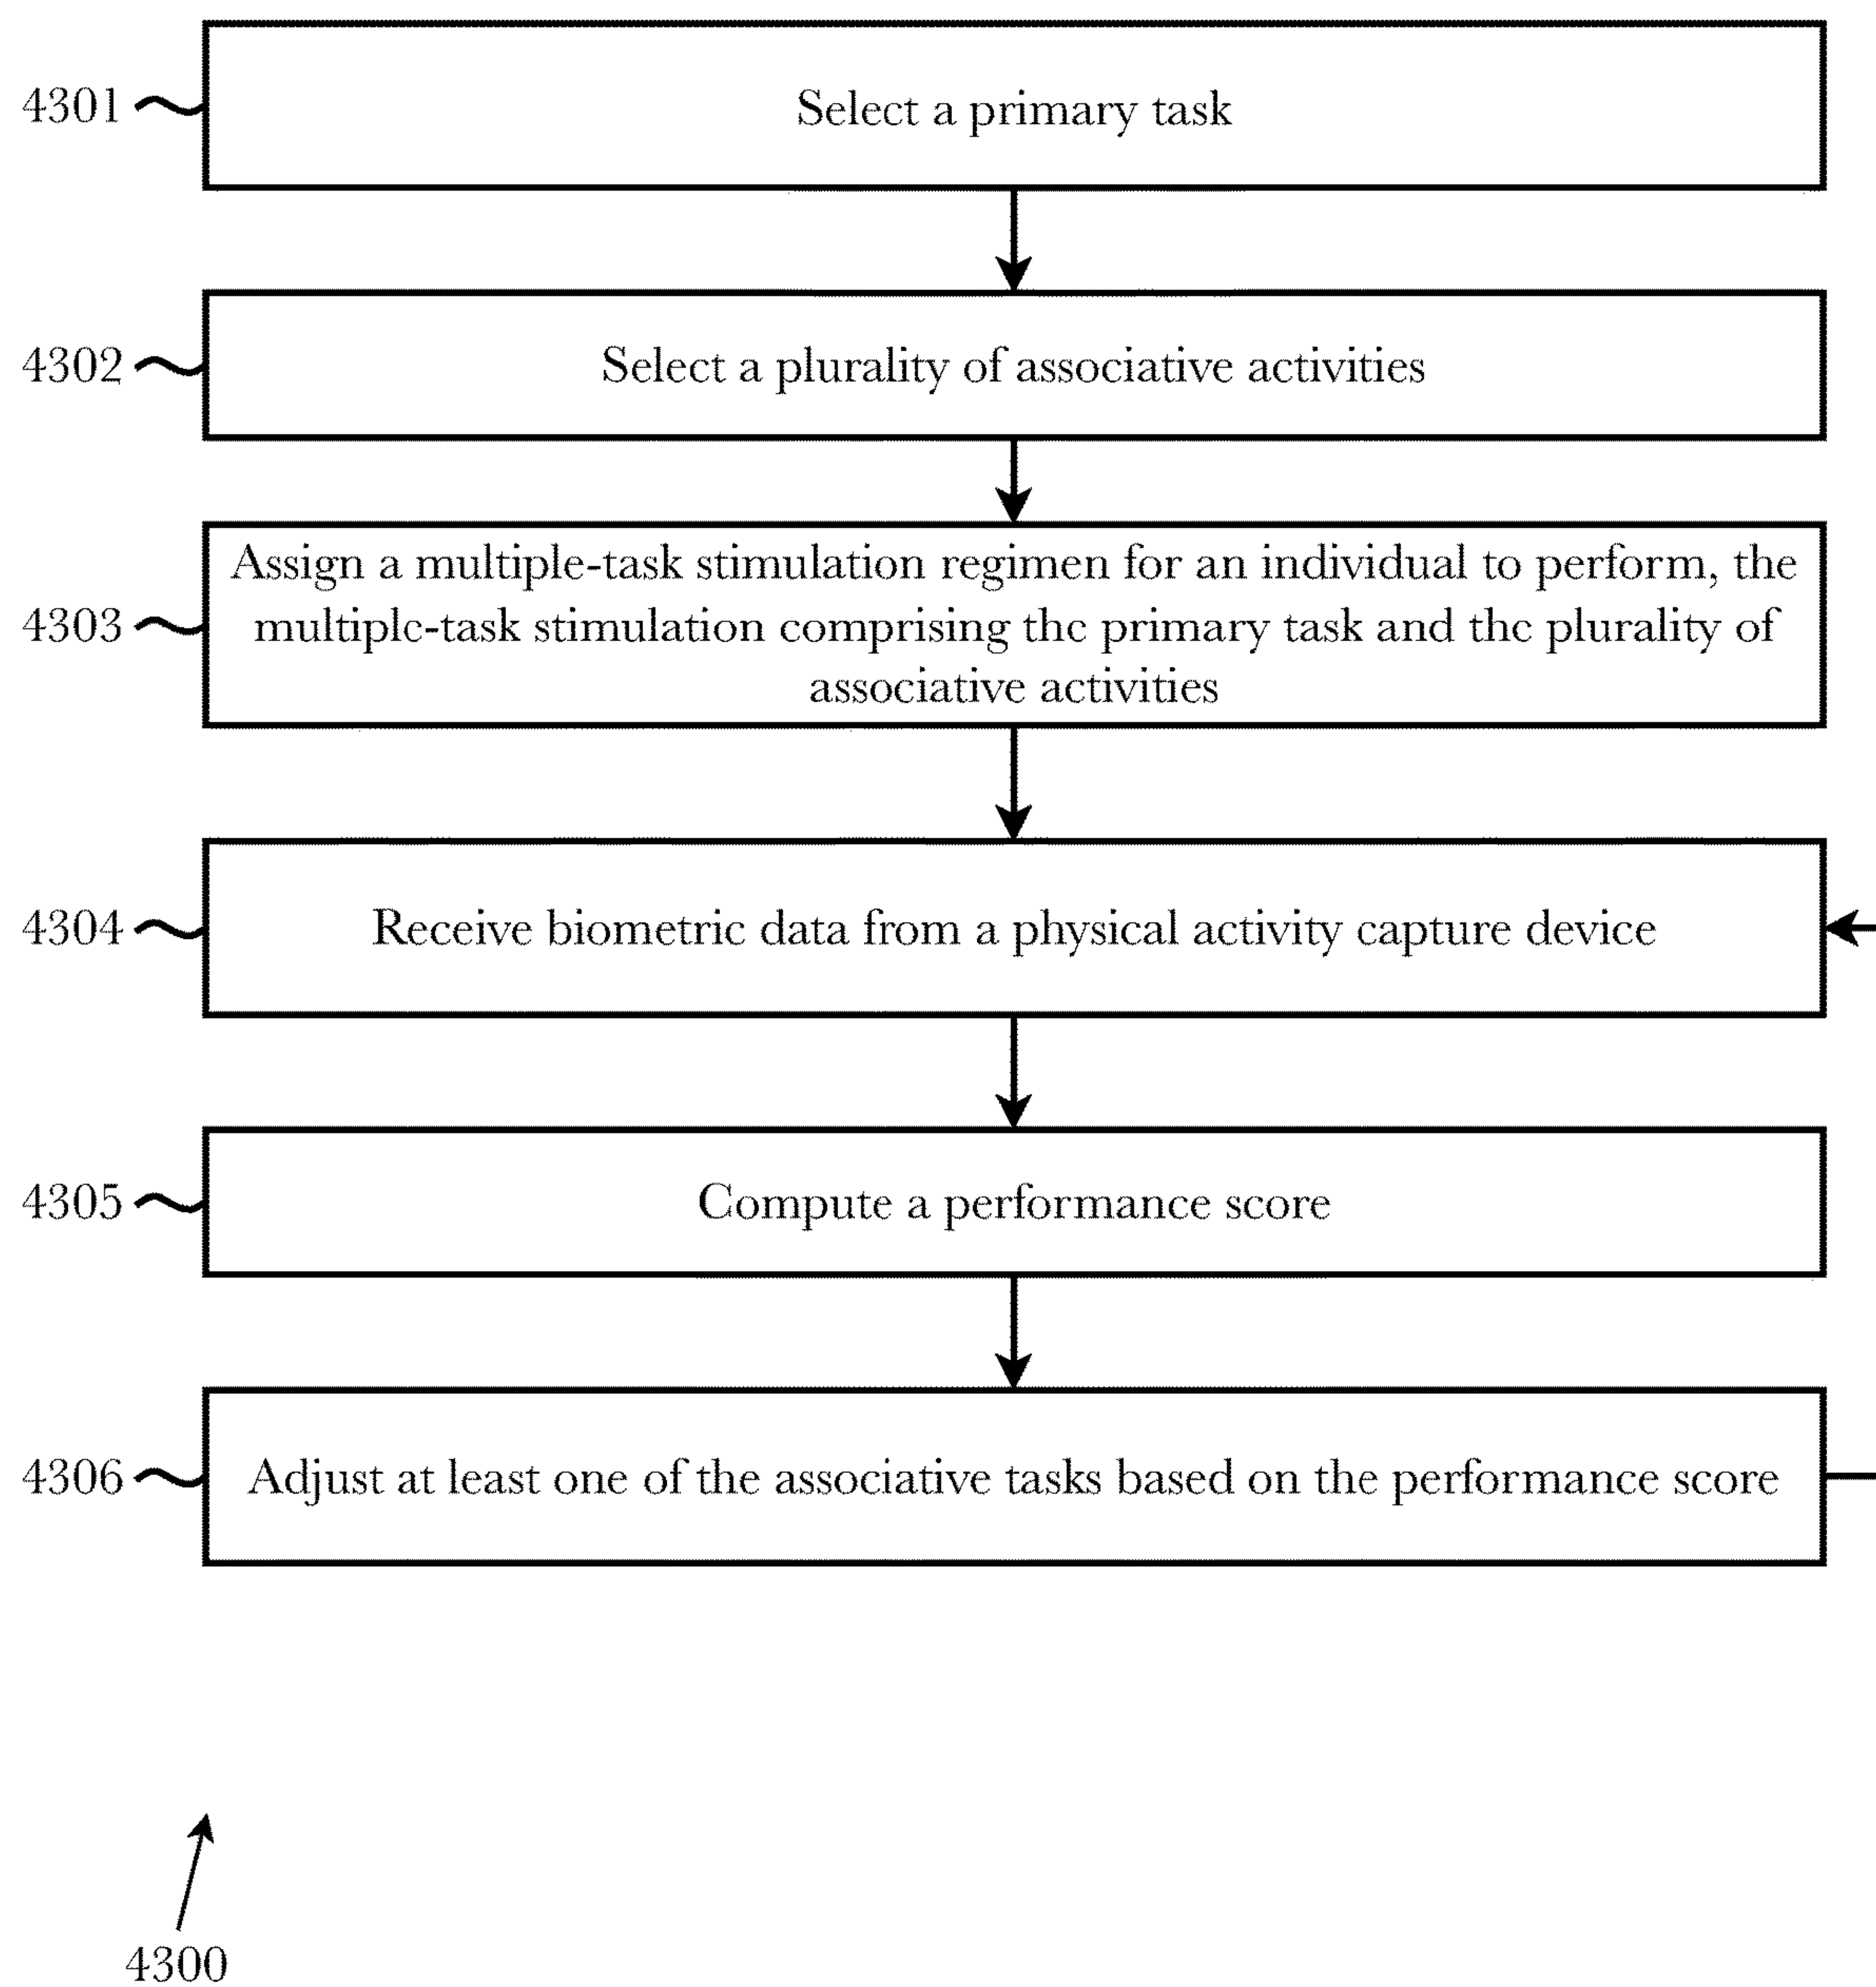 4301
Select a primary task
4302
Select a plurality of associative activities
4303
Assign a multiple-task stimulation regimen for an individual to perform, the
multiple-task stimulation comprising the primary task and the plurality of
associative activities
4304
Receive biometric data from a physical activity capture device
4305
Compute a performance score
4306
Adjust at least one of the associative tasks based on the performance score
4300